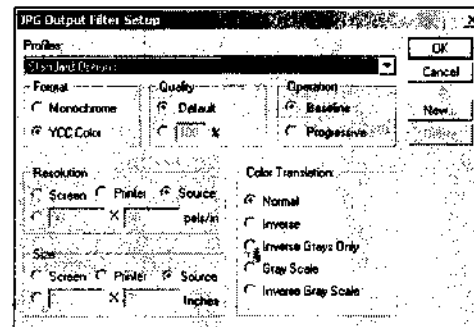 JPG Output Filter Setup
Profiles:
Standard Options
OK
Cancel
New...
Format
Monochrome
YCC Color
Quality
Default
100 %
Operation
Baseline
Progressive
Resolution
Screen Printer Source
X pels/in
Size
Screen Printer Source
X Inches
Color Translation:
Normal
Inverse
Inverse Grays Only
Gray Scale
Inverse Gray Scale